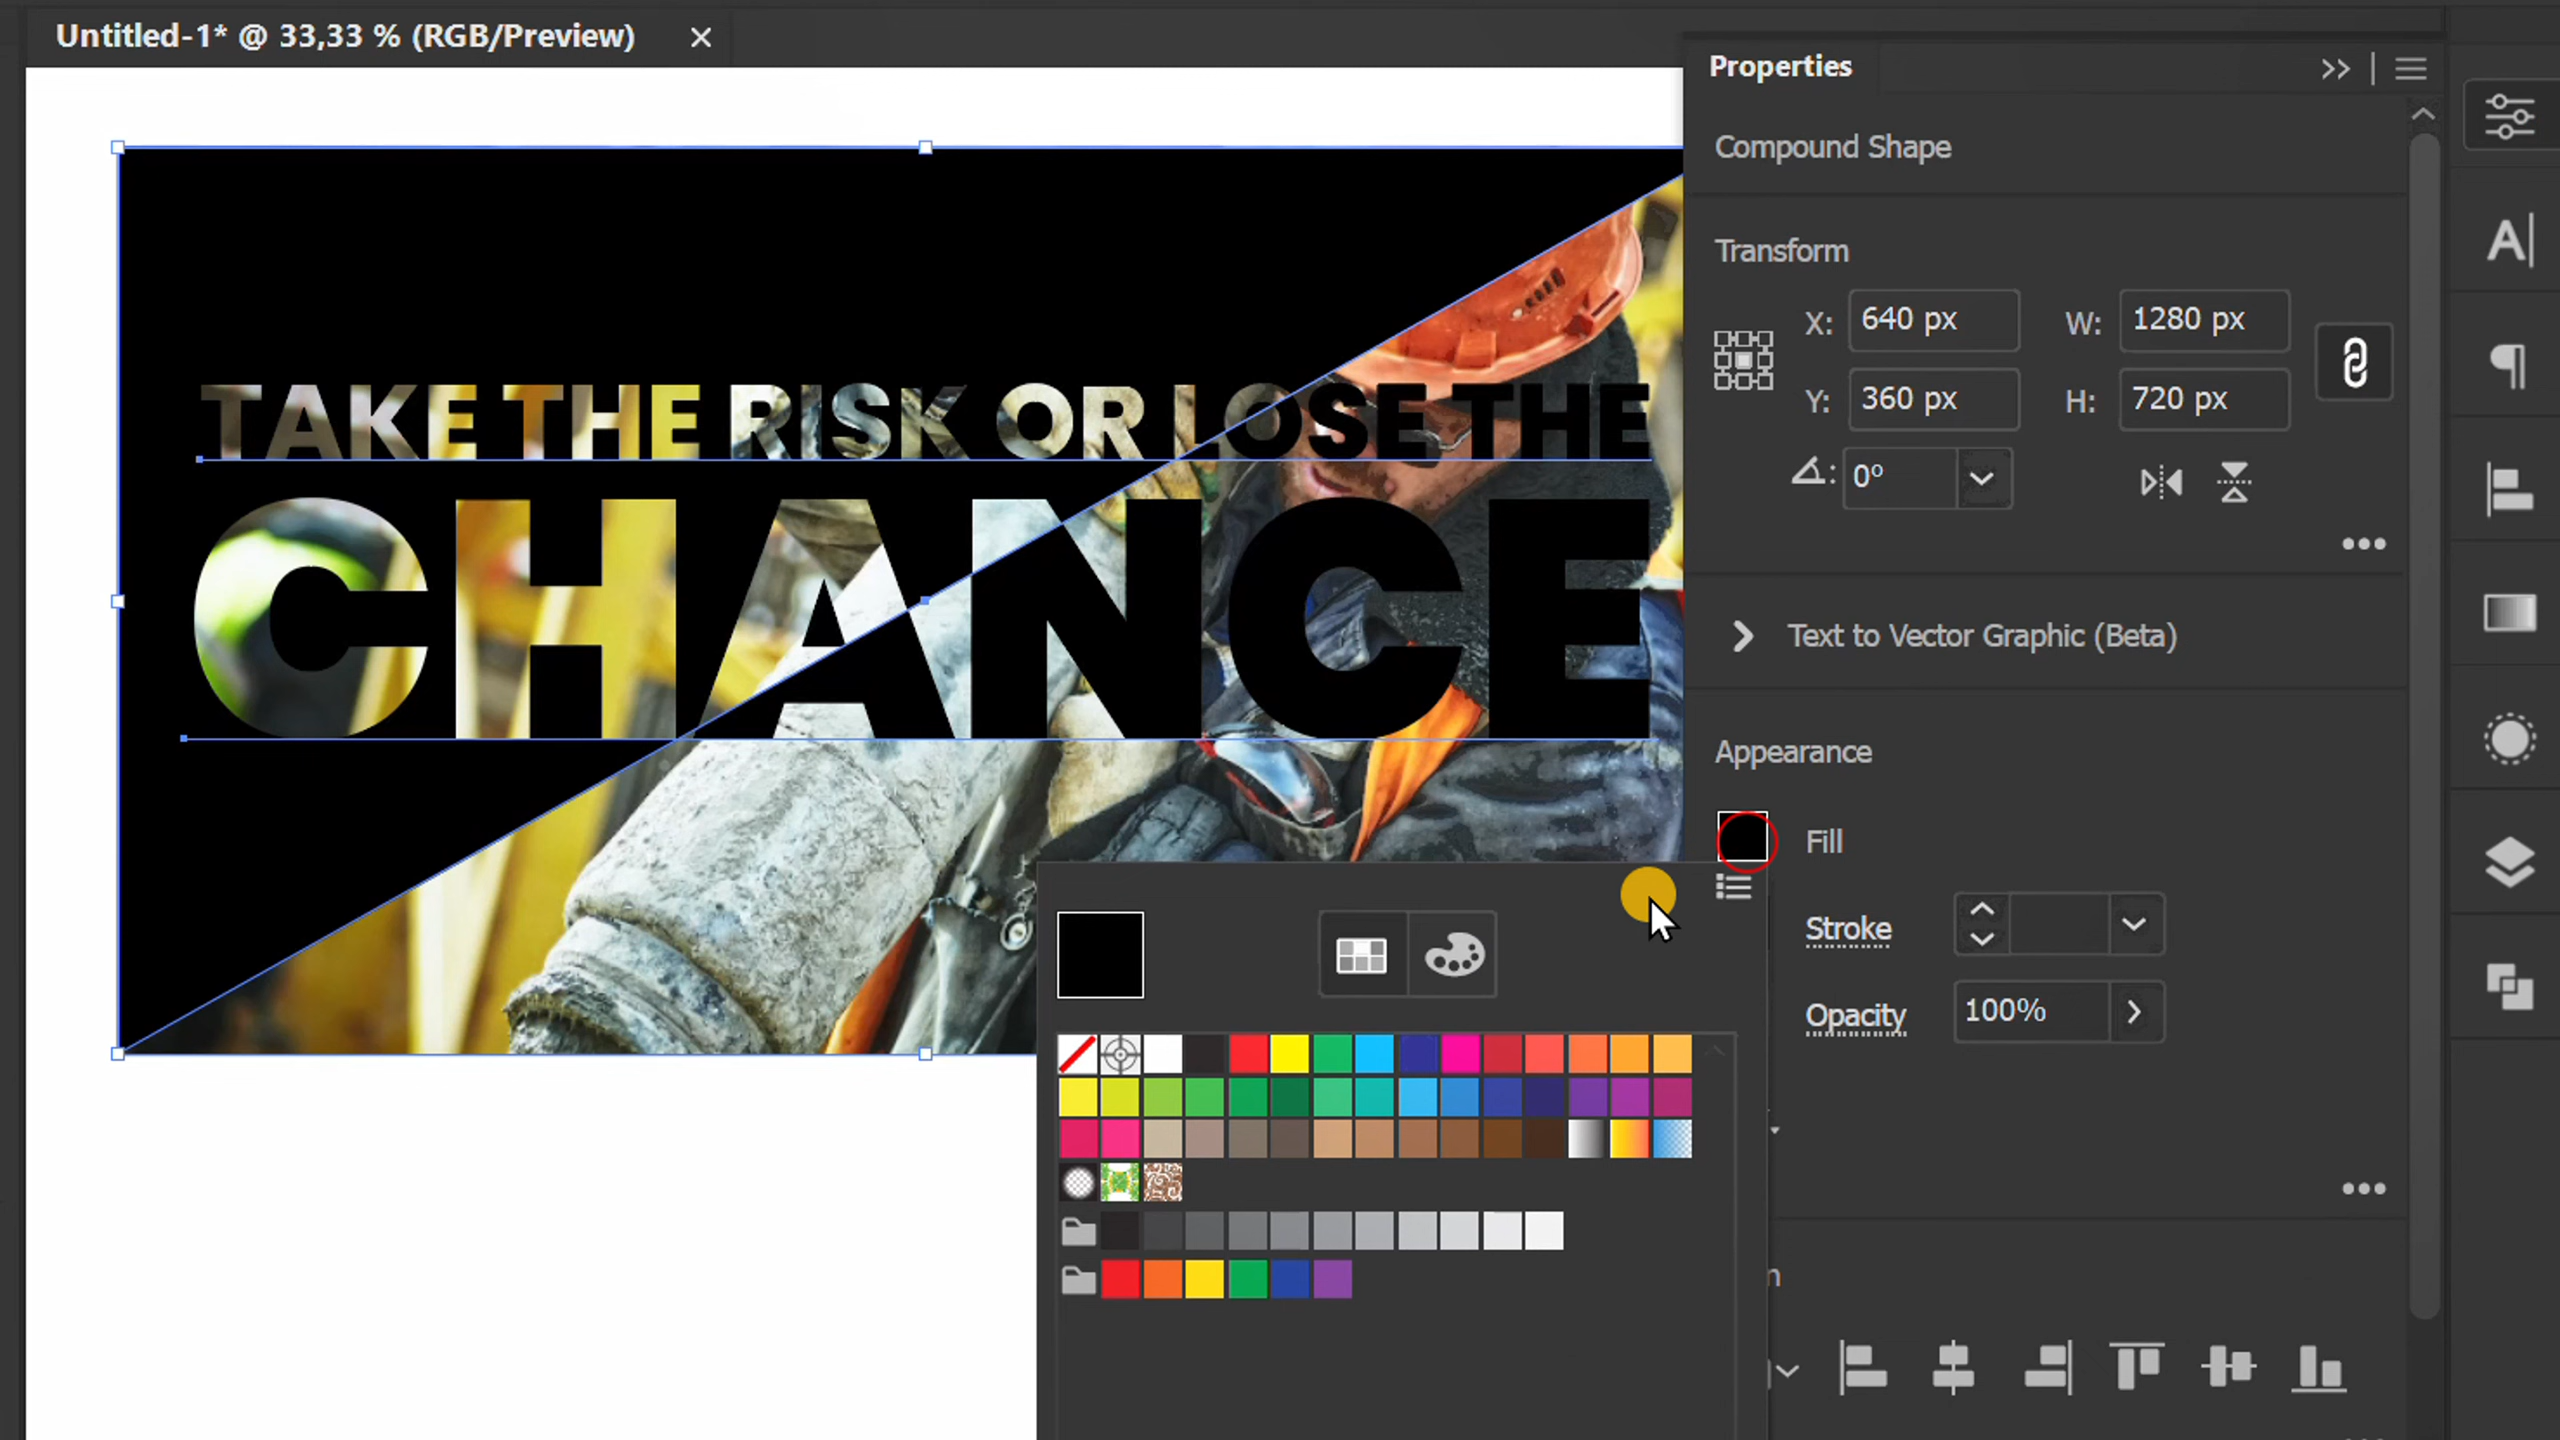 Untitled-1* @ 33,33 % (RGB/Preview)
Properties
Compound Shape
Transform
X: 640 px W: 1280 px
Y: 360 px H: 720 px
0°
TAKE THE RISK OR LOSE THE
CHANCE
Text to Vector Graphic (Beta)
Appearance
Fill
Stroke
Opacity 100%